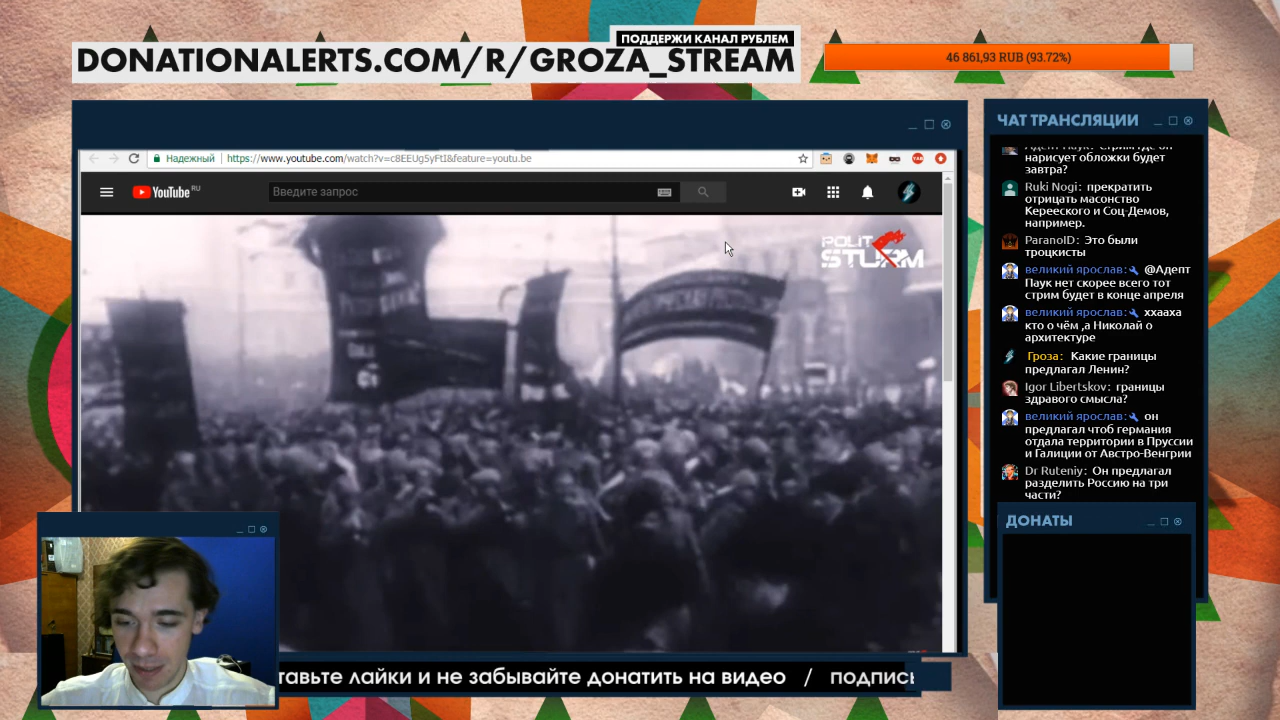 ПОДДЕРЖИ КАНАЛ РУБЛЕМ
DONATIONALERTS.COM/R/GROZA_STREAM
46 861,93 RUB (93.72%)
Надежный
https://www.youtube.com/watch?v=c8EEUg5yFtI&feature=youtu.be
YouTube RU
Введите запрос
POLIT
STURM
ЧАТ ТРАНСЛЯЦИИ
нарисует обложки будет
завтра?
Ruki Nogi: прекратить
отрицать масонство
Керееского и Соц-Демов,
например.
ParanoID: Это были
троцкисты
великий ярослав: @Адепт
Паук нет скорее всего тот
стрим будет в конце апреля
великий ярослав: ххааха
кто о чём ,а Николай о
архитектуре
Гроза: Какие границы
предлагал Ленин?
Igor Libertskov: границы
здравого смысла?
великий ярослав: он
предлагал чтоб германия
отдала территории в Пруссии
и Галиции от Австро-Венгрии
Dr Ruteniy: Он предлагал
разделить Россию на три
части?
ДОНАТЫ
тавьте лайки и не забывайте донатить на видео / подпис